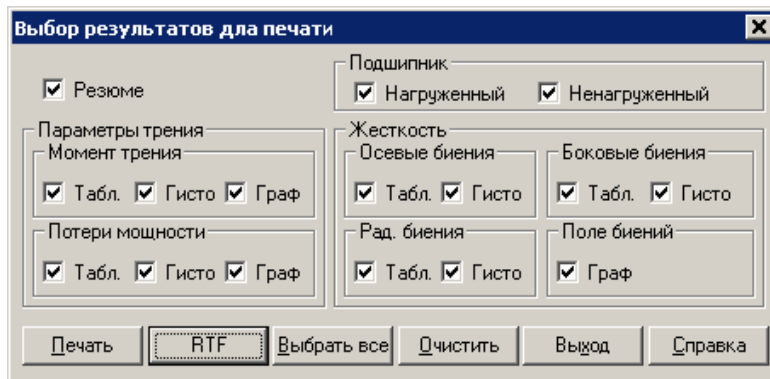 Выбор результатов дла печати
Подшипник
Резюме
Нагруженный Ненагруженный
Параметры трения Жесткость
Момент трения Осевые биения Боковые биения
Табл. Гисто Граф Табл. Гисто Табл. Гисто
Потери мощности Рад. биения Поле биений
Табл. Гисто Граф Табл. Гисто Граф
Печать RTF Выбрать все Очистить Выход Справка